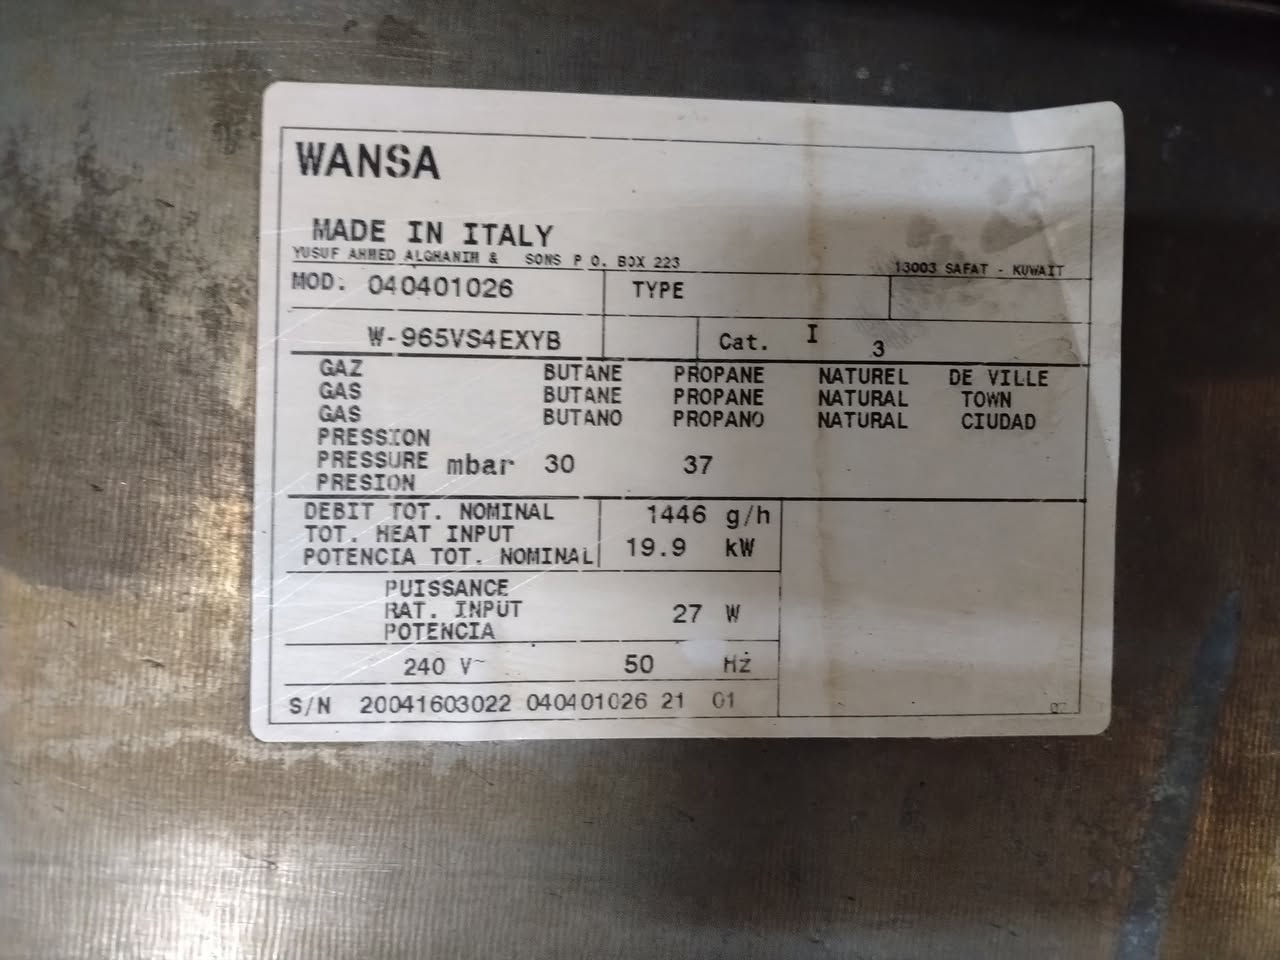 WANSA
MADE IN ITALY
YUSUF AHMED ALGHANIM & SONS P O. BOX 223 13003 SAFAT - KUWAIT
MOD: 040401026 TYPE
W-965VS4EXYB Cat. I 3
GAZ BUTANE PROPANE NATUREL DE VILLE
GAS BUTANE PROPANE NATURAL TOWN
GAS BUTANO PROPANO NATURAL CIUDAD
PRESSION
PRESSURE mbar 30 37
PRESION
DEBIT TOT. NOMINAL 1446 g/h
TOT. HEAT INPUT
POTENCIA TOT. NOMINAL 19.9 kW
PUISSANCE
RAT. INPUT 27 W
POTENCIA
240 V~ 50 Hz
S/N 20041603022 040401026 21 01
07